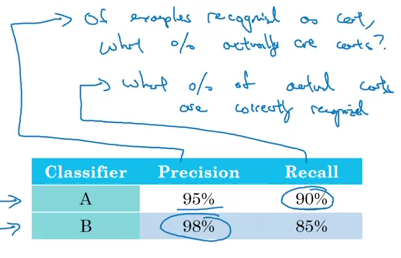 → Of examples recognized as cat,
What % actually are cats?
→ What % of actual cats
are correctly recognized
Classifier Precision Recall
A 95% 90%
B 98% 85%